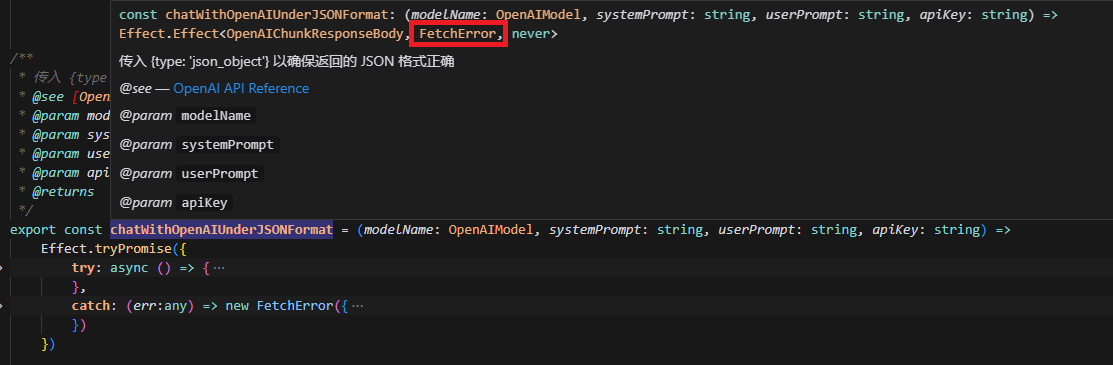 const chatWithOpenAIUnderJSONFormat: (modelName: OpenAIModel, systemPrompt: string, userPrompt: string, apiKey: string) =>
Effect.Effect<OpenAIChunkResponseBody, FetchError, never>
传入 {type: 'json_object'} 以确保返回的 JSON 格式正确
@see — OpenAI API Reference
@param modelName
@param systemPrompt
@param userPrompt
@param apiKey
/**
* 传入 {type
* @see [Open
* @param mod
* @param sys
* @param use
* @param api
* @returns
*/
export const chatWithOpenAIUnderJSONFormat = (modelName: OpenAIModel, systemPrompt: string, userPrompt: string, apiKey: string) =>
Effect.tryPromise({
try: async () => {⋯
},
catch: (err:any) => new FetchError({⋯
})
})